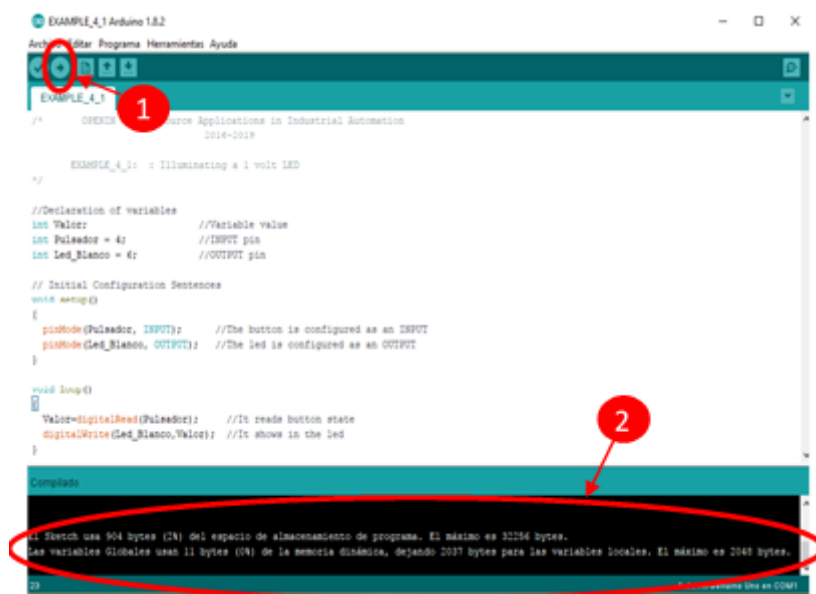 EXAMPLE_4_1 Arduino 1.8.2
Editar Programa Herramientas Ayuda
EXAMPLE_4_1
1
/* OPENIN Source Applications in Industrial Automation
2016-2019
EXAMPLE_4_1: : Illuminating a 1 volt LED
*/
//Declaration of variables
int Valor; //Variable value
int Pulsador = 4; //INPUT pin
int Led_Blanco = 6; //OUTPUT pin
// Initial Configuration Sentences
void setup()
{
pinMode(Pulsador, INPUT); //The button is configured as an INPUT
pinMode(Led_Blanco, OUTPUT); //The led is configured as an OUTPUT
}
void loop()
{
Valor=digitalRead(Pulsador); //It reads button state
digitalWrite(Led_Blanco,Valor); //It shows in the led
}
2
Compilado
El Sketch usa 904 bytes (2%) del espacio de almacenamiento de programa. El máximo es 32256 bytes.
Las variables Globales usan 11 bytes (0%) de la memoria dinámica, dejando 2037 bytes para las variables locales. El máximo es 2048 bytes.
23
Uno en COM1